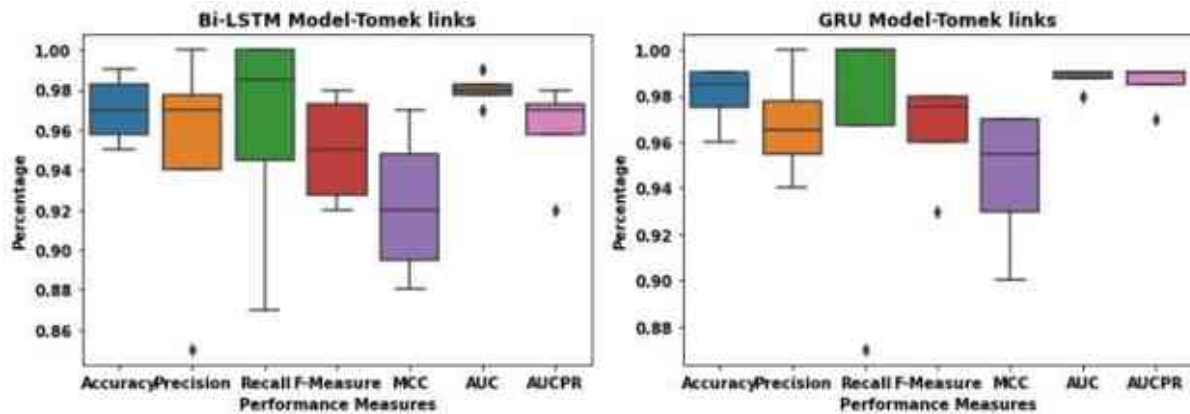 Bi-LSTM Model-Tomek links
Percentage
1.00
0.98
0.96
0.94
0.92
0.90
0.88
0.86
Accuracy Precision Recall F-Measure MCC AUC AUCPR
Performance Measures
GRU Model-Tomek links
Percentage
1.00
0.98
0.96
0.94
0.92
0.90
0.88
Accuracy Precision Recall F-Measure MCC AUC AUCPR
Performance Measures